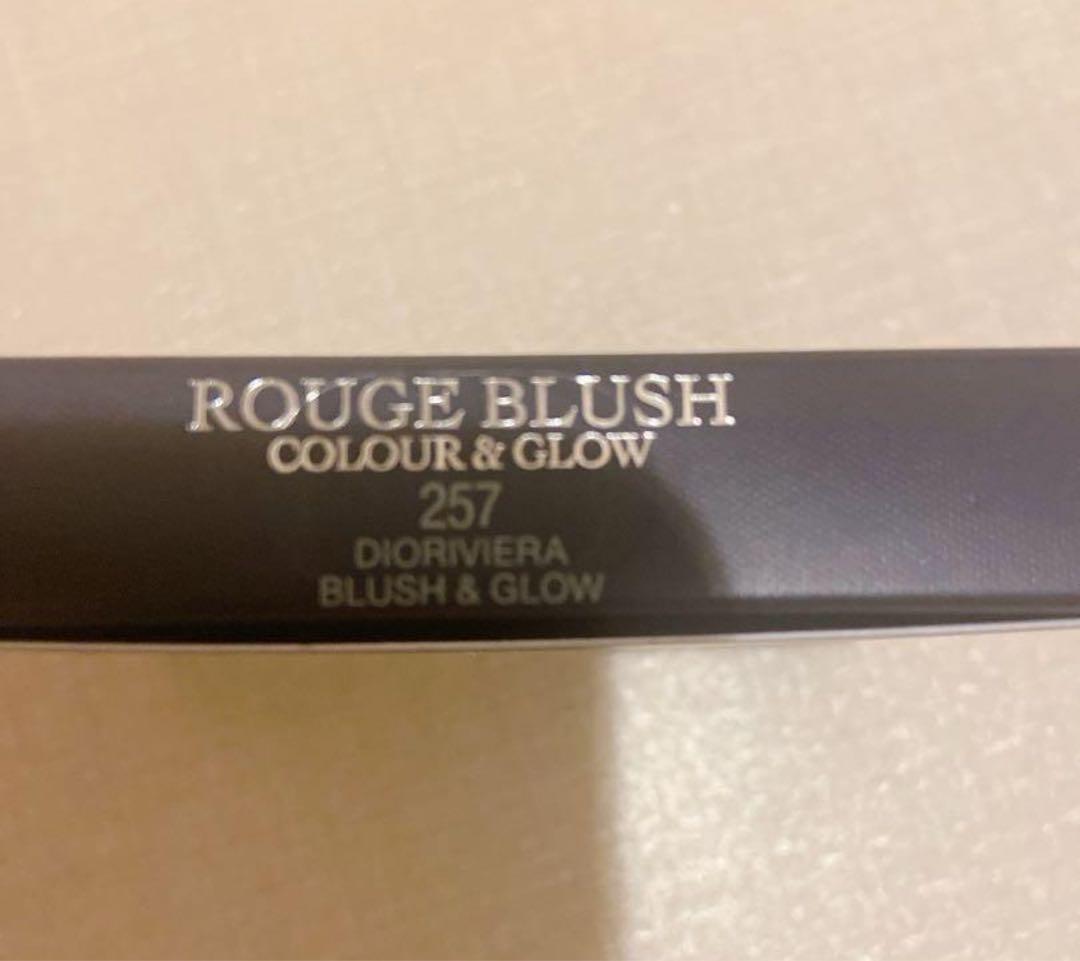 ROUGE BLUSH
COLOUR & GLOW
257
DIORIVIERA
BLUSH & GLOW